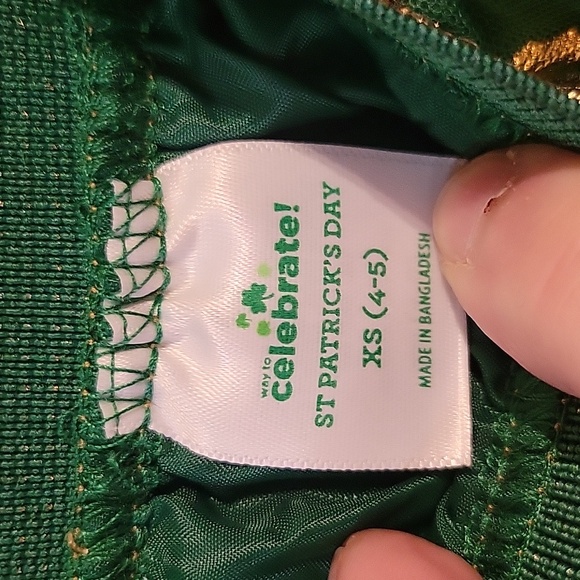 way to
celebrate!
ST PATRICK'S DAY
XS (4-5)
MADE IN BANGLADESH